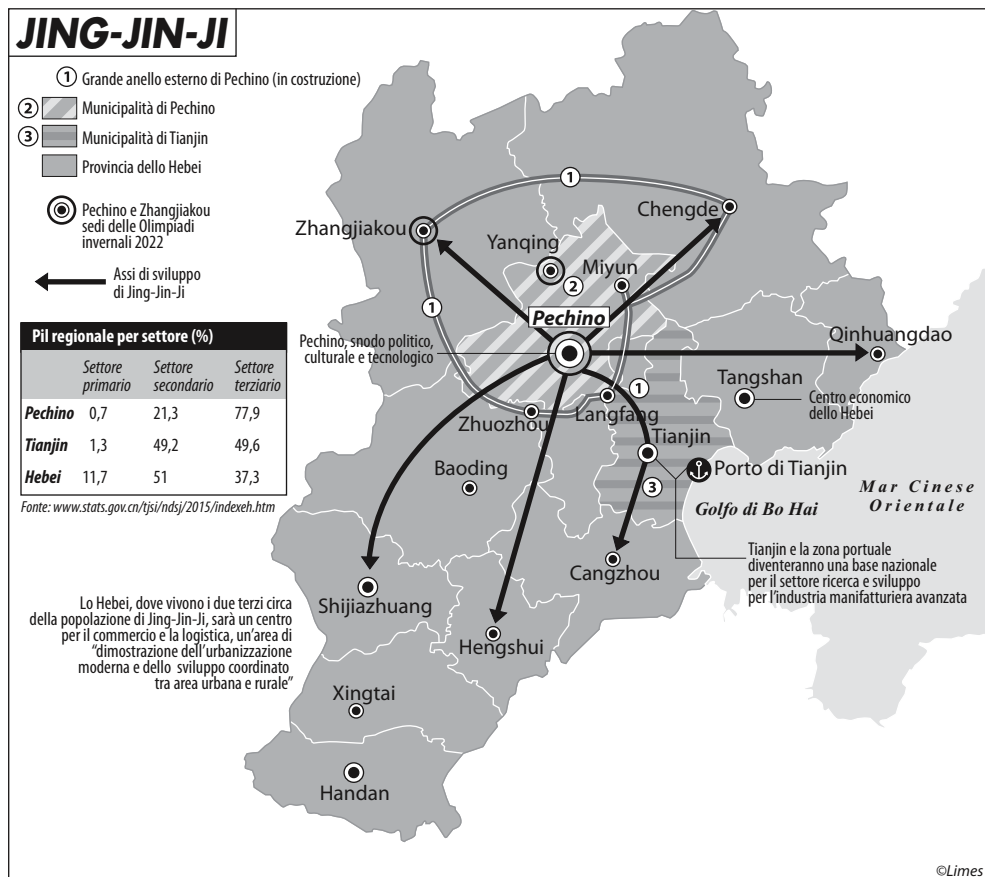 JING-JIN-JI
1 Grande anello esterno di Pechino (in costruzione)
2 Municipalità di Pechino
3 Municipalità di Tianjin
Provincia dello Hebei
Pechino e Zhangjiakou
sedi delle Olimpiadi
invernali 2022
Assi di sviluppo
di Jing-Jin-Ji
Pil regionale per settore (%)
Settore primario Settore secondario Settore terziario
Pechino 0,7 21,3 77,9
Tianjin 1,3 49,2 49,6
Hebei 11,7 51 37,3
Fonte: www.stats.gov.cn/tjsi/ndsj/2015/indexeh.htm
1
Chengde
Zhangjiakou
Yanqing
Miyun
2
1
Pechino
Pechino, snodo politico,
culturale e tecnologico
Qinhuangdao
Tangshan
Centro economico
dello Hebei
1
Langfang
Zhuozhou
Tianjin
Baoding
Porto di Tianjin
3
Golfo di Bo Hai
Mar Cinese
Orientale
Tianjin e la zona portuale
diventeranno una base nazionale
per il settore ricerca e sviluppo
per l'industria manifatturiera avanzata
Cangzhou
Shijiazhuang
Lo Hebei, dove vivono i due terzi circa
della popolazione di Jing-Jin-Ji, sarà un centro
per il commercio e la logistica, un'area di
"dimostrazione dell'urbanizzazione
moderna e dello sviluppo coordinato
tra area urbana e rurale"
Hengshui
Xingtai
Handan
©Limes